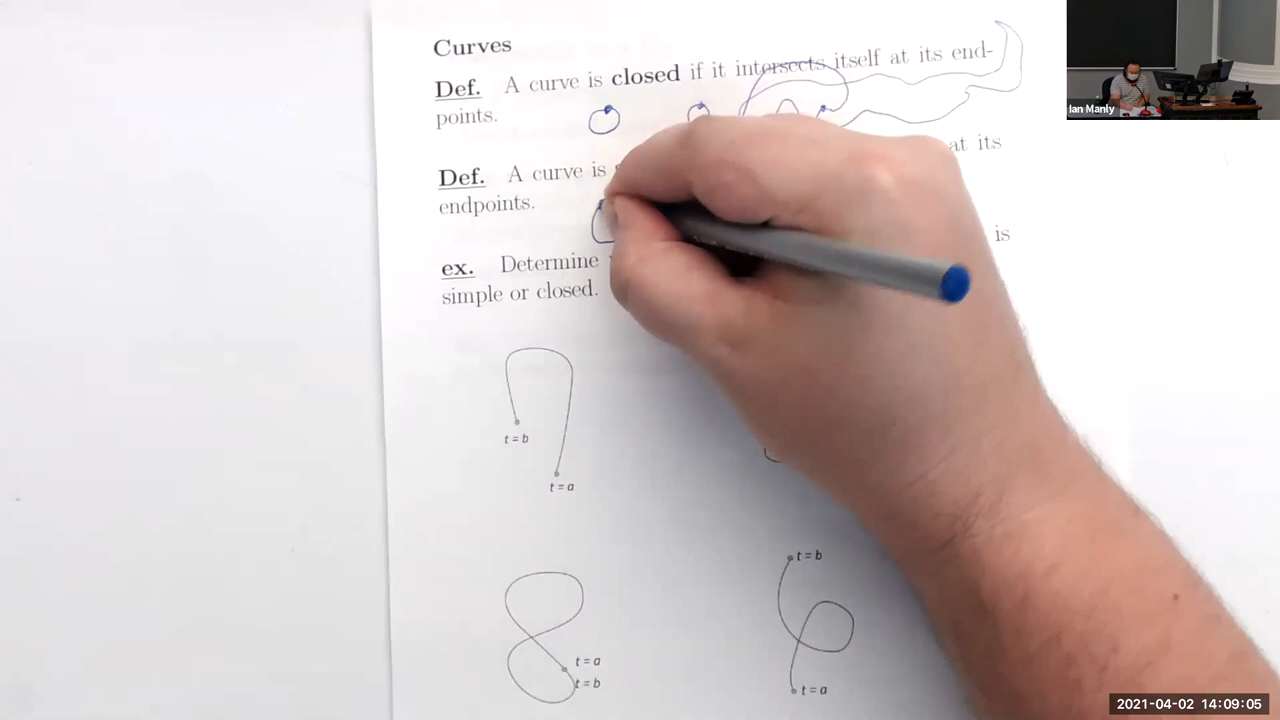 Curves
Def. A curve is closed if it intersects itself at its end-
points.
Def. A curve is
at its
endpoints.
is
ex. Determine
simple or closed.
t = b
t = a
t = b
t = a
t = b
t = a
Ian Manly
2021-04-02 14:09:05